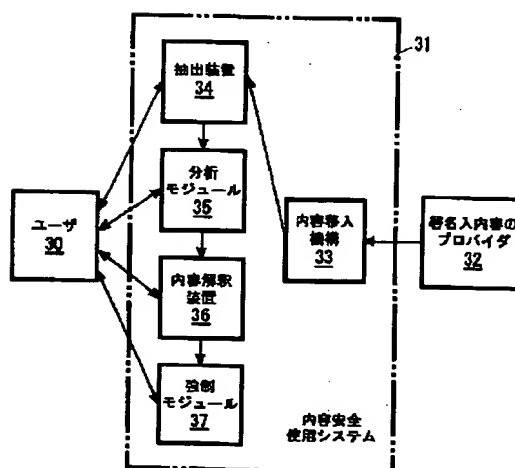 31
抽出装置
34
分析
モジュール
35
ユーザ
30
内容移入
機構
33
署名入内容の
プロバイダ
32
内容解釈
装置
36
強制
モジュール
37
内容安全
使用システム